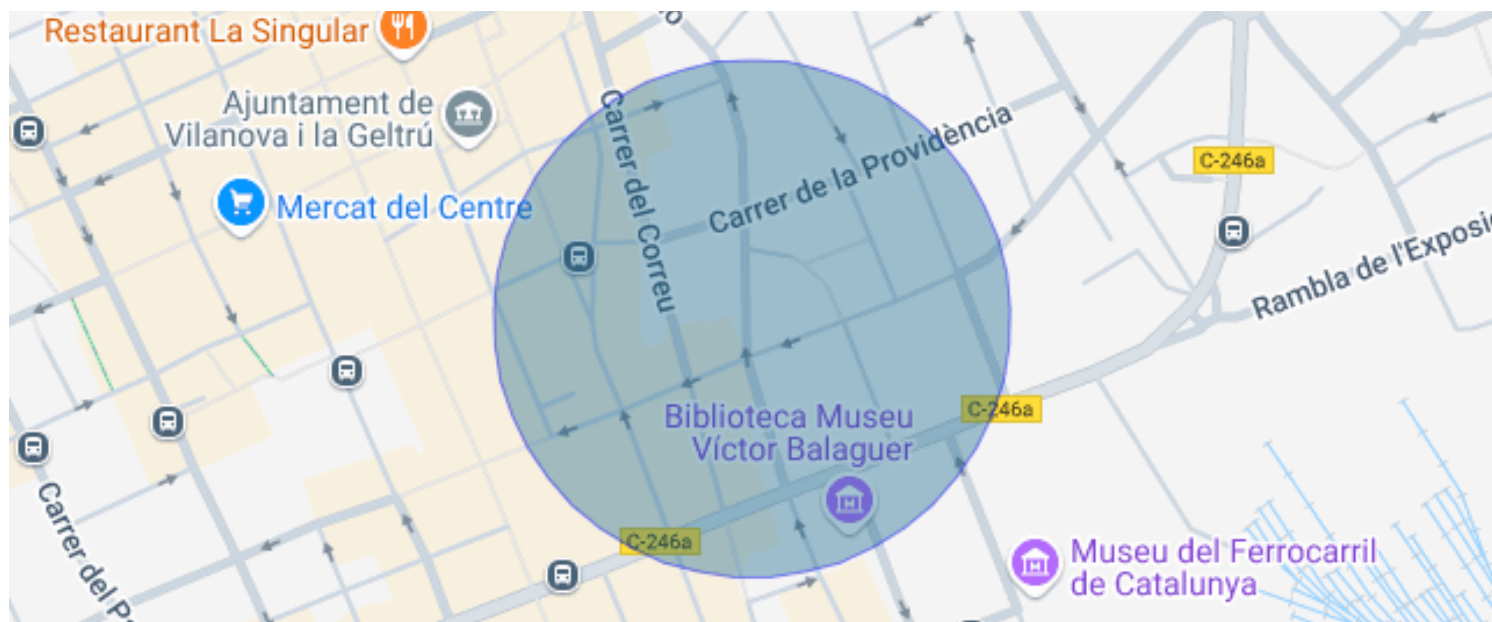 Restaurant La Singular
Ajuntament de
Vilanova i la Geltrú
Mercat del Centre
Carrer del Correu
Carrer de la Providència
C-246a
Rambla de l'Exposi
Biblioteca Museu
Víctor Balaguer
C-246a
C-246a
Carrer del P
Museu del Ferrocarril
de Catalunya